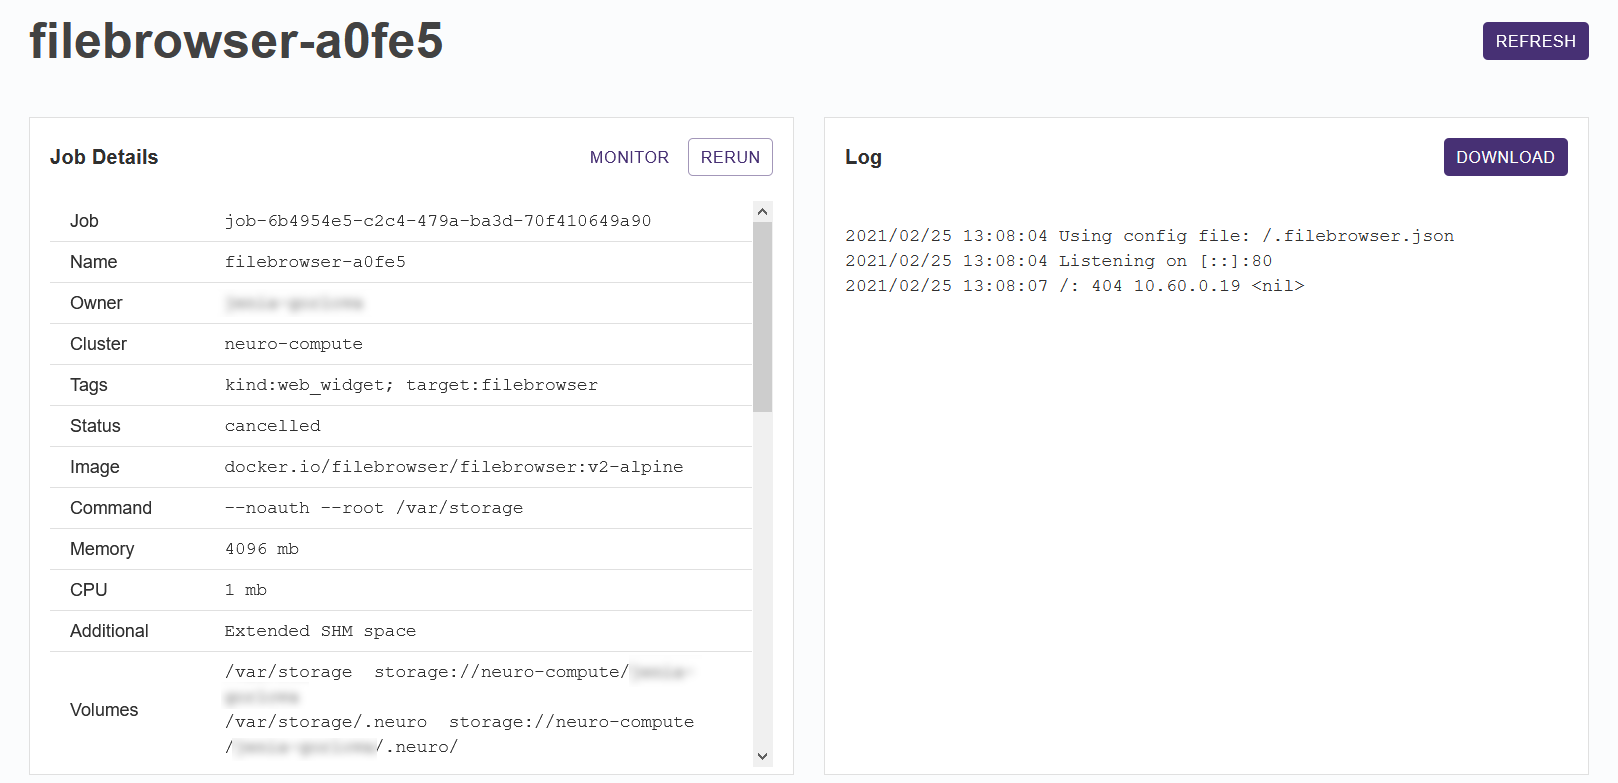 filebrowser-a0fe5
REFRESH
Job Details
MONITOR
RERUN
Job job-6b4954e5-c2c4-479a-ba3d-70f410649a90
Name filebrowser-a0fe5
Owner
Cluster neuro-compute
Tags kind:web_widget; target:filebrowser
Status cancelled
Image docker.io/filebrowser/filebrowser:v2-alpine
Command --noauth --root /var/storage
Memory 4096 mb
CPU 1 mb
Additional Extended SHM space
Volumes
/var/storage storage://neuro-compute/
/var/storage/.neuro storage://neuro-compute
/ /.neuro/
Log
DOWNLOAD
2021/02/25 13:08:04 Using config file: /.filebrowser.json
2021/02/25 13:08:04 Listening on [::]:80
2021/02/25 13:08:07 /: 404 10.60.0.19 <nil>